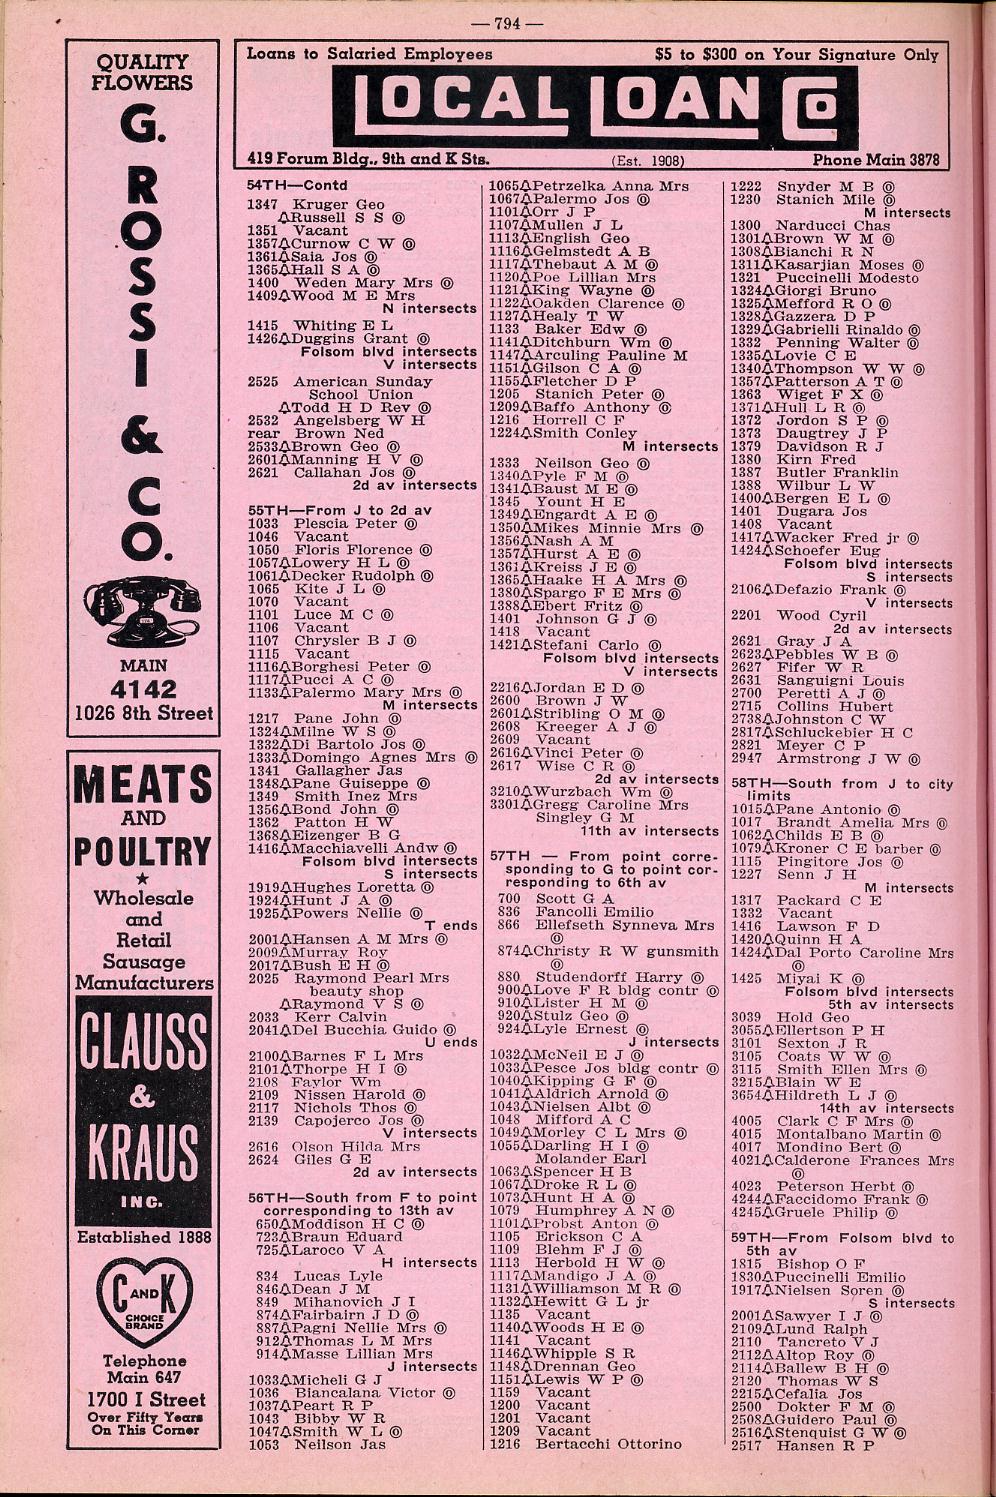 — 794 —
QUALITY
FLOWERS
G.
ROSSI
&
CO.
MAIN
4142
1026 8th Street
MEATS
AND
POULTRY
★
Wholesale
and
Retail
Sausage
Manufacturers
CLAUSS
&
KRAUS
INC.
Established 1888
C AND K
CHOICE
BRAND
Telephone
Main 647
1700 I Street
Over Fifty Years
On This Corner
Loans to Salaried Employees $5 to $300 on Your Signature Only
LOCAL LOAN CO
419 Forum Bldg., 9th and K Sts. (Est. 1908) Phone Main 3878
54TH—Contd
1347 Kruger Geo
△Russell S S ⓞ
1351 Vacant
1357△Curnow C W ⓞ
1361△Saia Jos ⓞ
1365△Hall S A ⓞ
1400 Weden Mary Mrs ⓞ
1409△Wood M E Mrs
N intersects
1415 Whiting E L
1426△Duggins Grant ⓞ
Folsom blvd intersects
V intersects
2525 American Sunday
School Union
△Todd H D Rev ⓞ
2532 Angelsberg W H
rear Brown Ned
2533△Brown Geo ⓞ
2601△Manning H V ⓞ
2621 Callahan Jos ⓞ
2d av intersects
55TH—From J to 2d av
1033 Plescia Peter ⓞ
1046 Vacant
1050 Floris Florence ⓞ
1057△Lowery H L ⓞ
1061△Decker Rudolph ⓞ
1065 Kite J L ⓞ
1070 Vacant
1101 Luce M C ⓞ
1106 Vacant
1107 Chrysler B J ⓞ
1115 Vacant
1116△Borghesi Peter ⓞ
1117△Pucci A C ⓞ
1133△Palermo Mary Mrs ⓞ
M intersects
1217 Pane John ⓞ
1324△Milne W S ⓞ
1332△Di Bartolo Jos ⓞ
1333△Domingo Agnes Mrs ⓞ
1341 Gallagher Jas
1348△Pane Guiseppe ⓞ
1349 Smith Inez Mrs
1356△Bond John ⓞ
1362 Patton H W
1368△Eizenger B G
1416△Macchiavelli Andw ⓞ
Folsom blvd intersects
S intersects
1919△Hughes Loretta ⓞ
1924△Hunt J A ⓞ
1925△Powers Nellie ⓞ
T ends
2001△Hansen A M Mrs ⓞ
2009△Murray Roy
2017△Bush E H ⓞ
2025 Raymond Pearl Mrs
beauty shop
△Raymond V S ⓞ
2033 Kerr Calvin
2041△Del Bucchia Guido ⓞ
U ends
2100△Barnes F L Mrs
2101△Thorpe H I ⓞ
2108 Faylor Wm
2109 Nissen Harold ⓞ
2117 Nichols Thos ⓞ
2139 Capojerco Jos ⓞ
V intersects
2616 Olson Hilda Mrs
2624 Giles G E
2d av intersects
56TH—South from F to point
corresponding to 13th av
650△Moddison H C ⓞ
723△Braun Eduard
725△Laroco V A
H intersects
834 Lucas Lyle
846△Dean J M
849 Mihanovich J I
874△Fairbairn J D ⓞ
887△Pagni Nellie Mrs ⓞ
912△Thomas L M Mrs
914△Masse Lillian Mrs
J intersects
1033△Micheli G J
1036 Biancalana Victor ⓞ
1037△Peart R P
1043 Bibby W R
1047△Smith W L ⓞ
1053 Neilson Jas
1065△Petrzelka Anna Mrs
1067△Palermo Jos ⓞ
1101△Orr J P
1107△Mullen J L
1113△English Geo
1116△Gelmstedt A B
1117△Thebaut A M ⓞ
1120△Poe Lillian Mrs
1121△King Wayne ⓞ
1122△Oakden Clarence ⓞ
1127△Healy T W
1133 Baker Edw ⓞ
1141△Ditchburn Wm ⓞ
1147△Arculing Pauline M
1151△Gilson C A ⓞ
1155△Fletcher D P
1205 Stanich Peter ⓞ
1209△Baffo Anthony ⓞ
1216 Horrell C F
1224△Smith Conley
M intersects
1333 Neilson Geo ⓞ
1340△Pyle F M ⓞ
1341△Baust M E ⓞ
1345 Yount H E
1349△Engardt A E ⓞ
1350△Mikes Minnie Mrs ⓞ
1356△Nash A M
1357△Hurst A E ⓞ
1361△Kreiss J E ⓞ
1365△Haake H A Mrs ⓞ
1380△Spargo F E Mrs ⓞ
1388△Ebert Fritz ⓞ
1401 Johnson G J ⓞ
1418 Vacant
1421△Stefani Carlo ⓞ
Folsom blvd intersects
V intersects
2216△Jordan E D ⓞ
2600 Brown J W
2601△Stribling O M ⓞ
2608 Kreeger A J ⓞ
2609 Vacant
2616△Vinci Peter ⓞ
2617 Wise C R ⓞ
2d av intersects
3210△Wurzbach Wm ⓞ
3301△Gregg Caroline Mrs
Singley G M
11th av intersects
57TH — From point corre-
sponding to G to point cor-
responding to 6th av
700 Scott G A
836 Fancolli Emilio
866 Ellefseth Synneva Mrs
ⓞ
874△Christy R W gunsmith
ⓞ
880 Studendorff Harry ⓞ
900△Love F R bldg contr ⓞ
910△Lister H M ⓞ
920△Stulz Geo ⓞ
924△Lyle Ernest ⓞ
J intersects
1032△McNeil E J ⓞ
1033△Pesce Jos bldg contr ⓞ
1040△Kipping G F ⓞ
1041△Aldrich Arnold ⓞ
1043△Nielsen Albt ⓞ
1048 Mifford A C
1049△Morley C L Mrs ⓞ
1055△Darling H I ⓞ
Molander Earl
1063△Spencer H B
1067△Droke R L ⓞ
1073△Hunt H A ⓞ
1079 Humphrey A N ⓞ
1101△Probst Anton ⓞ
1105 Erickson C A
1109 Blehm F J ⓞ
1113 Herbold H W ⓞ
1117△Mandigo J A ⓞ
1131△Williamson M R ⓞ
1132△Hewitt G L jr
1135 Vacant
1140△Woods H E ⓞ
1141 Vacant
1146△Whipple S R
1148△Drennan Geo
1151△Lewis W P ⓞ
1159 Vacant
1200 Vacant
1201 Vacant
1209 Vacant
1216 Bertacchi Ottorino
1222 Snyder M B ⓞ
1230 Stanich Mile ⓞ
M intersects
1300 Narducci Chas
1301△Brown W M ⓞ
1308△Bianchi R N
1311△Kasarjian Moses ⓞ
1321 Puccinelli Modesto
1324△Giorgi Bruno
1325△Mefford R O ⓞ
1328△Gazzera D P
1329△Gabrielli Rinaldo ⓞ
1332 Penning Walter ⓞ
1335△Lovie C E
1340△Thompson W W ⓞ
1357△Patterson A T ⓞ
1363 Wiget F X ⓞ
1371△Hull L R ⓞ
1372 Jordon S P ⓞ
1373 Daugtrey J P
1379 Davidson R J
1380 Kirn Fred
1387 Butler Franklin
1388 Wilbur L W
1400△Bergen E L ⓞ
1401 Dugara Jos
1408 Vacant
1417△Wacker Fred jr ⓞ
1424△Schoefer Eug
Folsom blvd intersects
S intersects
2106△Defazio Frank ⓞ
V intersects
2201 Wood Cyril
2d av intersects
2621 Gray J A
2623△Pebbles W B ⓞ
2627 Fifer W R
2631 Sanguigni Louis
2700 Peretti A J ⓞ
2715 Collins Hubert
2738△Johnston C W
2817△Schluckebier H C
2821 Meyer C P
2947 Armstrong J W ⓞ
58TH—South from J to city
limits
1015△Pane Antonio ⓞ
1017 Brandt Amelia Mrs ⓞ
1062△Childs E B ⓞ
1079△Kroner C E barber ⓞ
1115 Pingitore Jos ⓞ
1227 Senn J H
M intersects
1317 Packard C E
1332 Vacant
1416 Lawson F D
1420△Quinn H A
1424△Dal Porto Caroline Mrs
ⓞ
1425 Miyai K ⓞ
Folsom blvd intersects
5th av intersects
3039 Hold Geo
3055△Ellertson P H
3101 Sexton J R
3105 Coats W W ⓞ
3115 Smith Ellen Mrs ⓞ
3215△Blain W E
3654△Hildreth L J ⓞ
14th av intersects
4005 Clark C F Mrs ⓞ
4015 Montalbano Martin ⓞ
4017 Mondino Bert ⓞ
4021△Calderone Frances Mrs
ⓞ
4023 Peterson Herbt ⓞ
4244△Faccidomo Frank ⓞ
4245△Gruele Philip ⓞ
59TH—From Folsom blvd to
5th av
1815 Bishop O F
1830△Puccinelli Emilio
1917△Nielsen Soren ⓞ
S intersects
2001△Sawyer I J ⓞ
2109△Lund Ralph
2110 Tancreto V J
2112△Altop Roy ⓞ
2114△Ballew B H ⓞ
2120 Thomas W S
2215△Cefalia Jos
2500 Dokter F M ⓞ
2508△Guidero Paul ⓞ
2516△Stenquist G W ⓞ
2517 Hansen R P